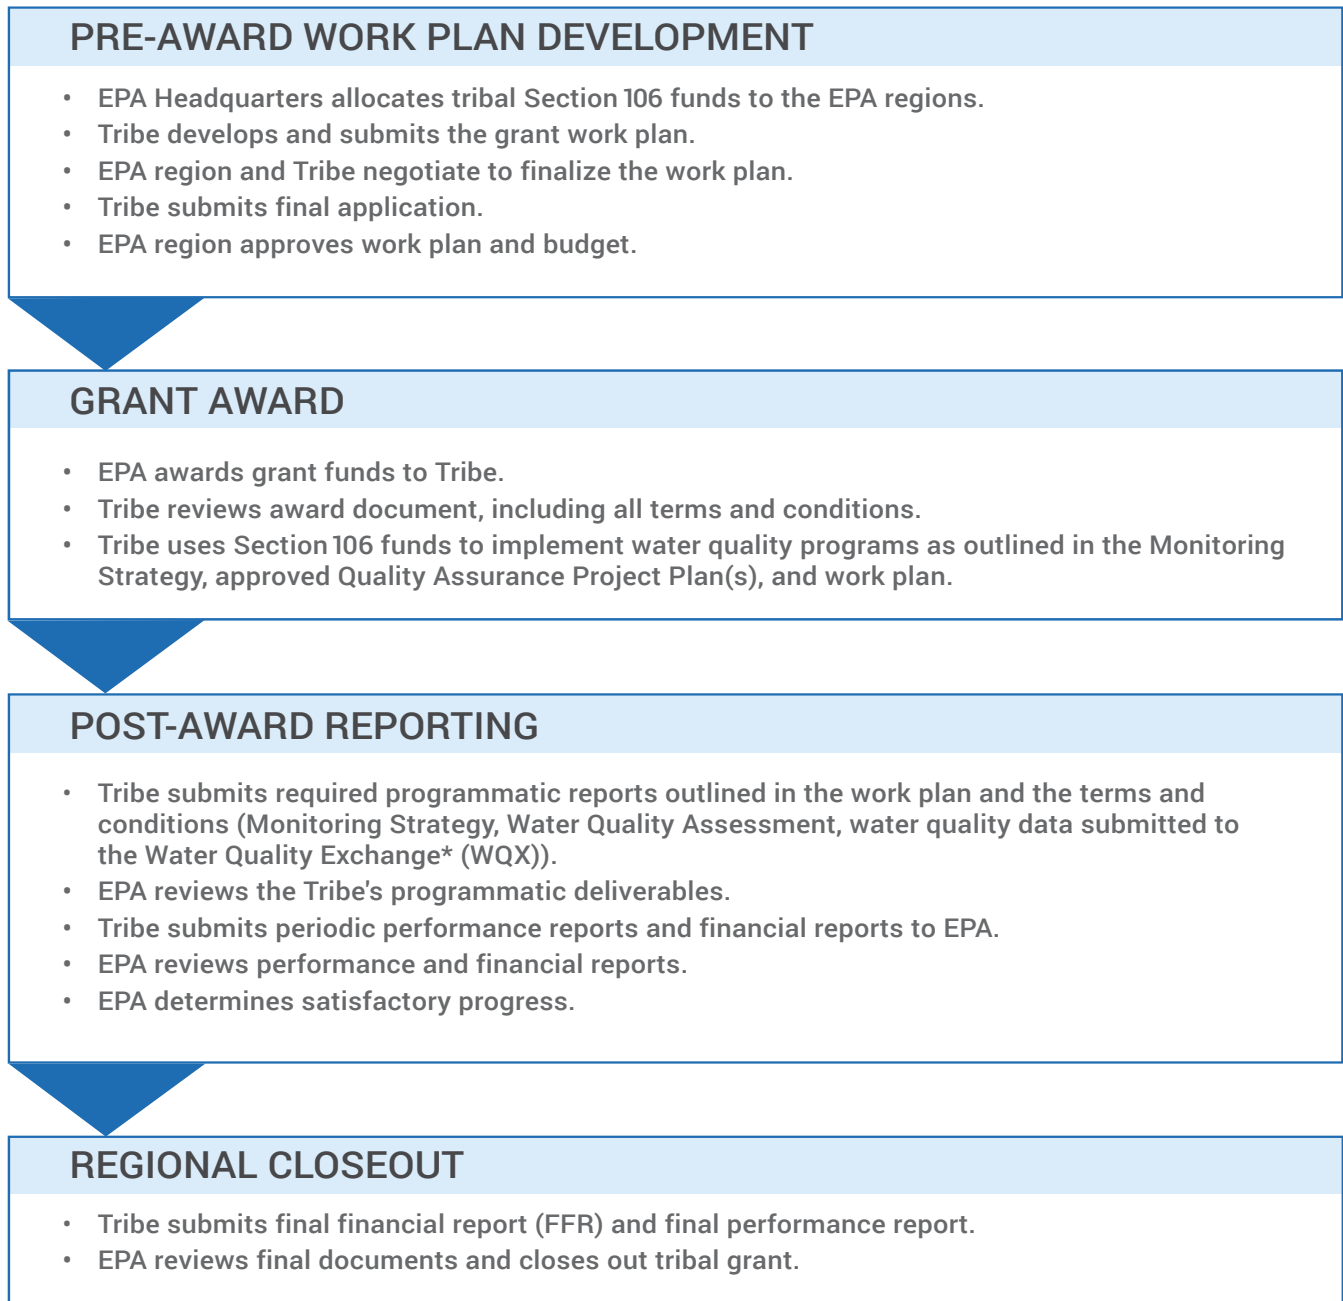 PRE-AWARD WORK PLAN DEVELOPMENT
• EPA Headquarters allocates tribal Section 106 funds to the EPA regions.
• Tribe develops and submits the grant work plan.
• EPA region and Tribe negotiate to finalize the work plan.
• Tribe submits final application.
• EPA region approves work plan and budget.
GRANT AWARD
• EPA awards grant funds to Tribe.
• Tribe reviews award document, including all terms and conditions.
• Tribe uses Section 106 funds to implement water quality programs as outlined in the Monitoring
Strategy, approved Quality Assurance Project Plan(s), and work plan.
POST-AWARD REPORTING
• Tribe submits required programmatic reports outlined in the work plan and the terms and
conditions (Monitoring Strategy, Water Quality Assessment, water quality data submitted to
the Water Quality Exchange* (WQX)).
• EPA reviews the Tribe's programmatic deliverables.
• Tribe submits periodic performance reports and financial reports to EPA.
• EPA reviews performance and financial reports.
• EPA determines satisfactory progress.
REGIONAL CLOSEOUT
• Tribe submits final financial report (FFR) and final performance report.
• EPA reviews final documents and closes out tribal grant.